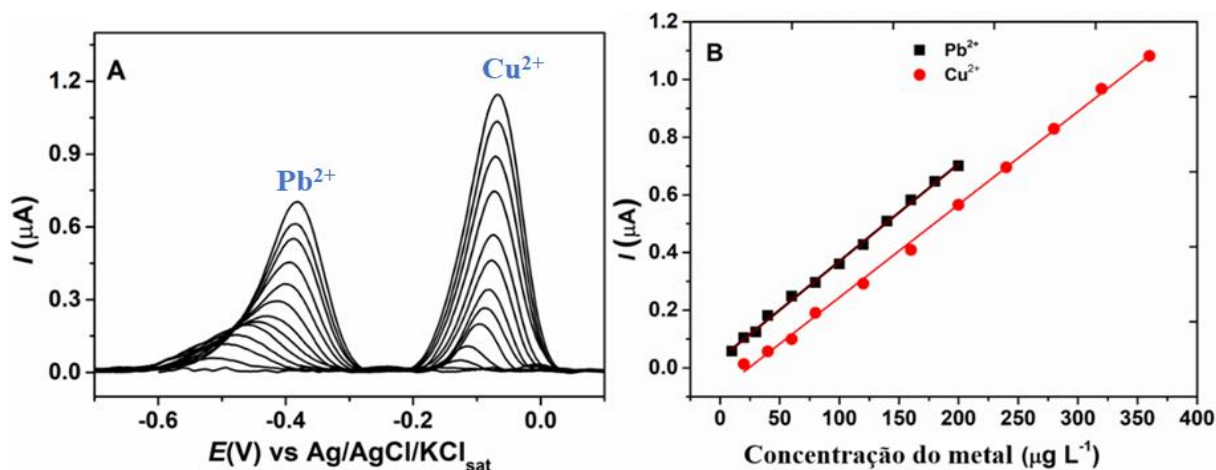 A
Pb²⁺
Cu²⁺
1.2
0.9
0.6
0.3
0.0
I (µA)
-0.6
-0.4
-0.2
0.0
E(V) vs Ag/AgCl/KClsat
B
Pb²⁺
Cu²⁺
1.2
1.0
0.8
0.6
0.4
0.2
0.0
I (µA)
0
50
100
150
200
250
300
350
400
Concentração do metal (µg L⁻¹)